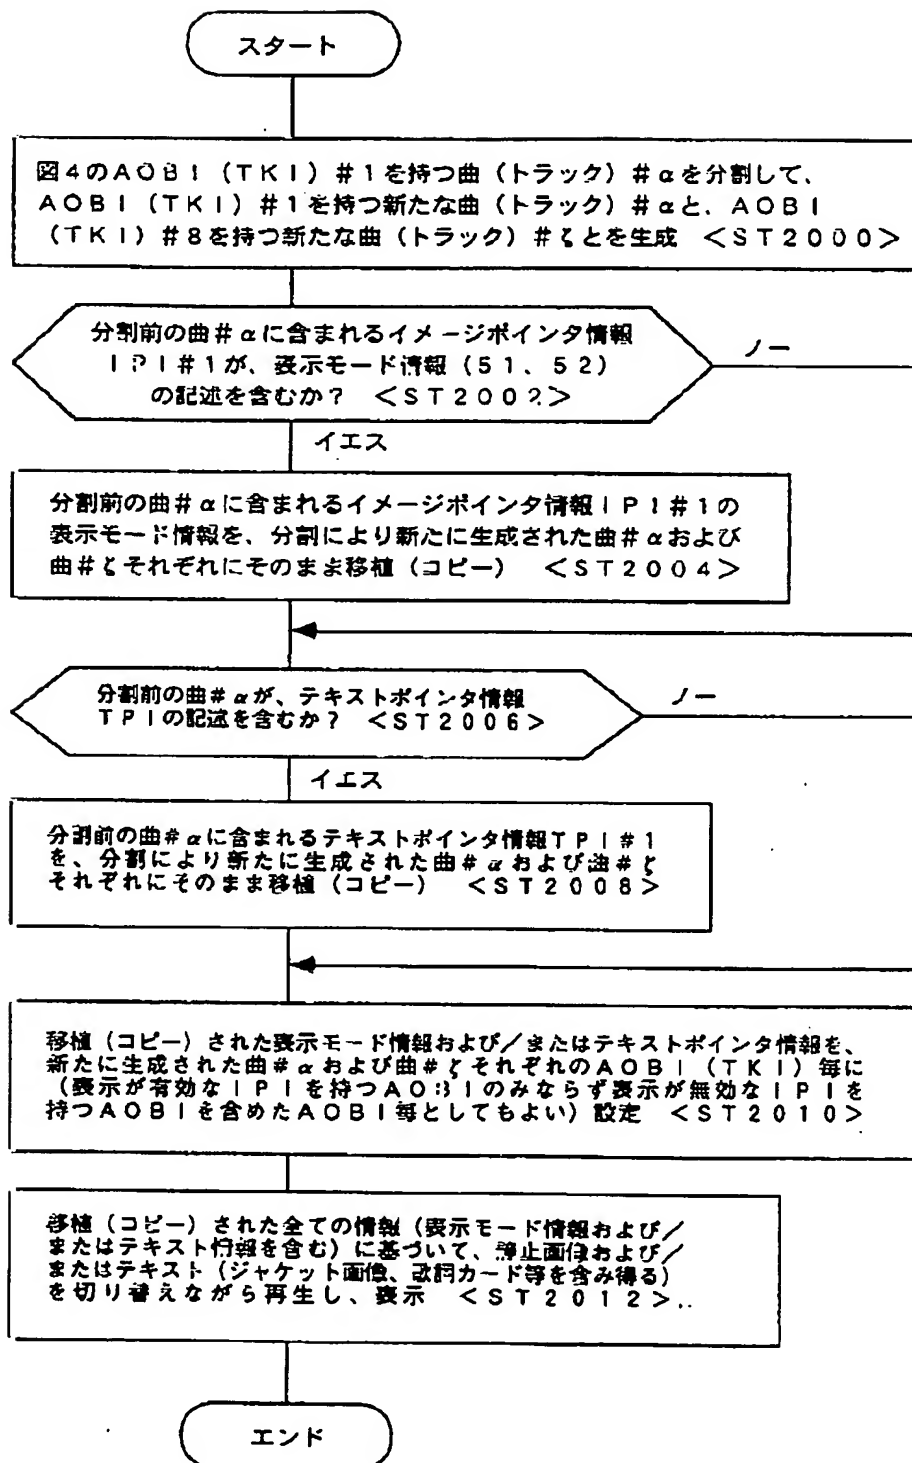 スタート
図4のAOBI(TKI)#1を持つ曲(トラック)#αを分割して、
AOBI(TKI)#1を持つ新たな曲(トラック)#αと、AOBI
(TKI)#8を持つ新たな曲(トラック)#ζとを生成 <ST2000>
分割前の曲#αに含まれるイメージポインタ情報
IPI#1が、表示モード情報(51、52)
の記述を含むか? <ST2002>
ノー
イエス
分割前の曲#αに含まれるイメージポインタ情報IPI#1の
表示モード情報を、分割により新たに生成された曲#αおよび
曲#ζそれぞれにそのまま移植(コピー) <ST2004>
分割前の曲#αが、テキストポインタ情報
TPIの記述を含むか? <ST2006>
ノー
イエス
分割前の曲#αに含まれるテキストポインタ情報TPI#1
を、分割により新たに生成された曲#αおよび曲#ζ
それぞれにそのまま移植(コピー) <ST2008>
移植(コピー)された表示モード情報および/またはテキストポインタ情報を、
新たに生成された曲#αおよび曲#ζそれぞれのAOBI(TKI)毎に
(表示が有効なIPIを持つAOBIのみならず表示が無効なIPIを
持つAOBIを含めたAOBI毎としてもよい)設定 <ST2010>
移植(コピー)された全ての情報(表示モード情報および/
またはテキスト情報を含む)に基づいて、静止画像および/
またはテキスト(ジャケット画像、歌詞カード等を含み得る)
を切り替えながら再生し、表示 <ST2012>
エンド